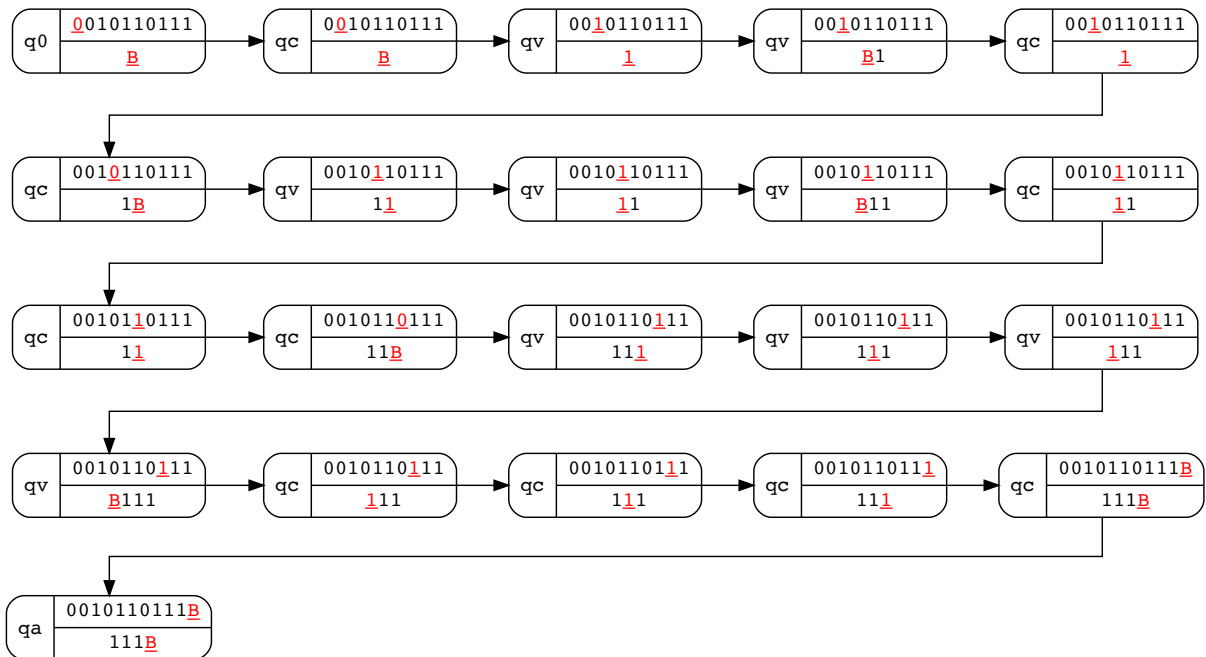 q0 0010110111 B
qc 0010110111 B
qv 0010110111 1
qv 0010110111 B1
qc 0010110111 1
qc 0010110111 1B
qv 0010110111 11
qv 0010110111 11
qv 0010110111 B11
qc 0010110111 11
qc 0010110111 11
qc 0010110111 11B
qv 0010110111 111
qv 0010110111 111
qv 0010110111 111
qv 0010110111 B111
qc 0010110111 111
qc 0010110111 111
qc 0010110111 111
qc 0010110111B 111B
qa 0010110111B 111B